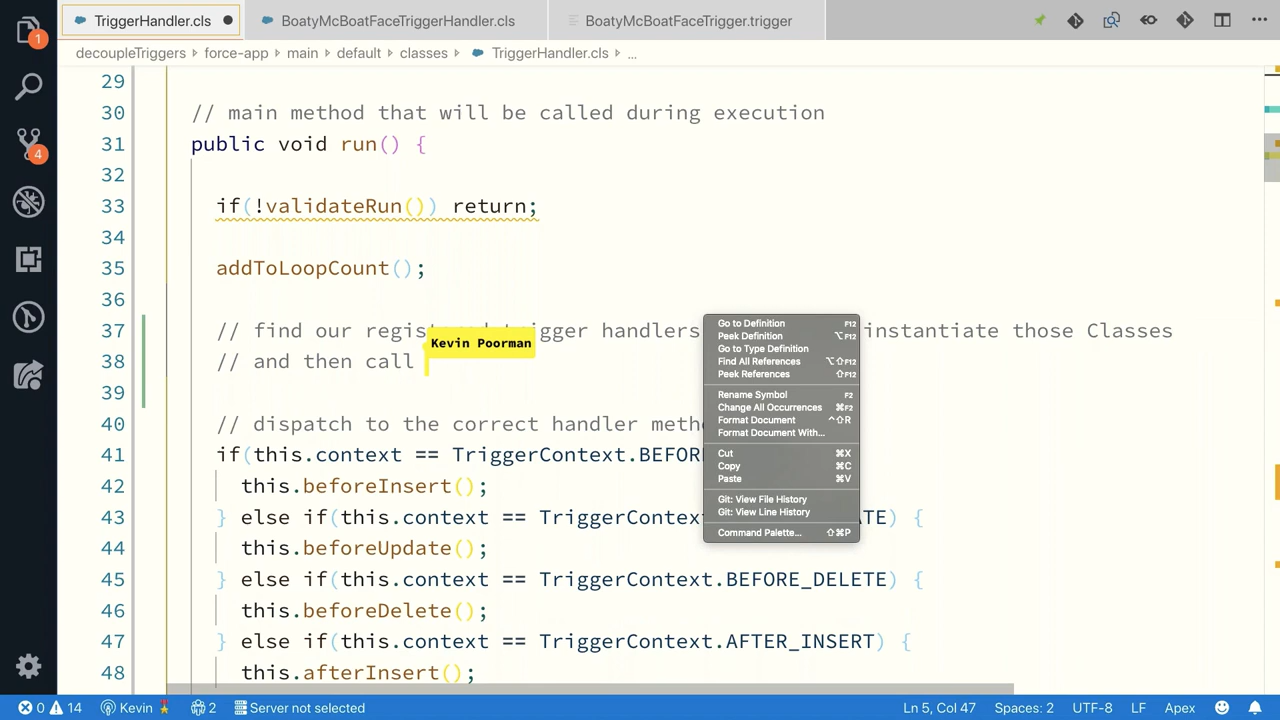 TriggerHandler.cls
BoatyMcBoatFaceTriggerHandler.cls
BoatyMcBoatFaceTrigger.trigger
decoupleTriggers › force-app › main › default › classes › TriggerHandler.cls › ...
29
30 // main method that will be called during execution
31 public void run() {
32
33 if(!validateRun()) return;
34
35 addToLoopCount();
36
37 // find our trigger handlers instantiate those Classes
Kevin Poorman
38 // and then call
39
40 // dispatch to the correct handler
41 if(this.context == TriggerContext.
42 this.beforeInsert();
43 } else if(this.context == ) {
44 this.beforeUpdate();
45 } else if(this.context == TriggerContext.BEFORE_DELETE) {
46 this.beforeDelete();
47 } else if(this.context == TriggerContext.AFTER_INSERT) {
48 this.afterInsert();
Go to Definition F12
Peek Definition ⌥F12
Go to Type Definition
Find All References ⌥⇧F12
Peek References ⇧F12
Rename Symbol F2
Change All Occurrences ⌘F2
Format Document ^⇧R
Format Document With...
Cut ⌘X
Copy ⌘C
Paste ⌘V
Git: View File History
Git: View Line History
Command Palette... ⇧⌘P
1
4
0 14 Kevin 2 Server not selected Ln 5, Col 47 Spaces: 2 UTF-8 LF Apex